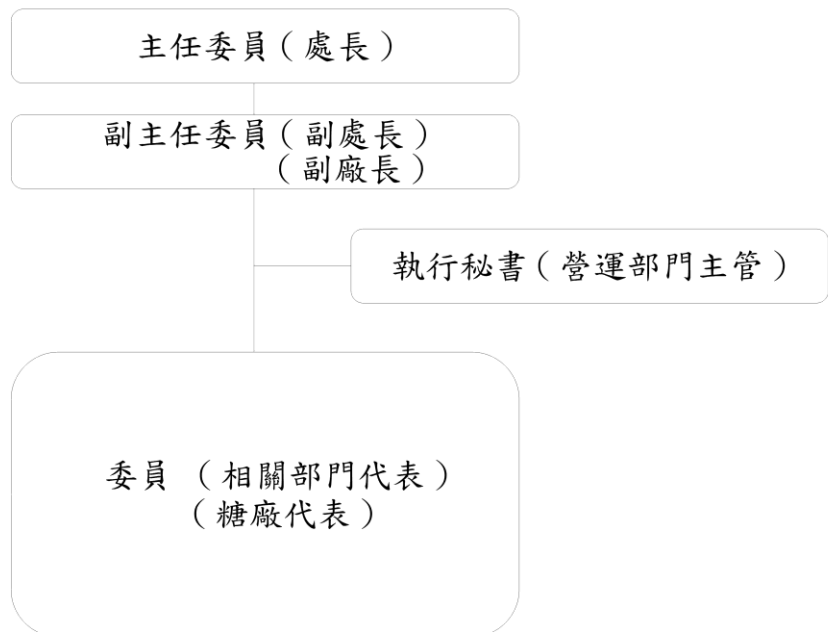 主任委員（處長）
副主任委員（副處長）
（副廠長）
執行秘書（營運部門主管）
委員 （相關部門代表）
（糖廠代表）